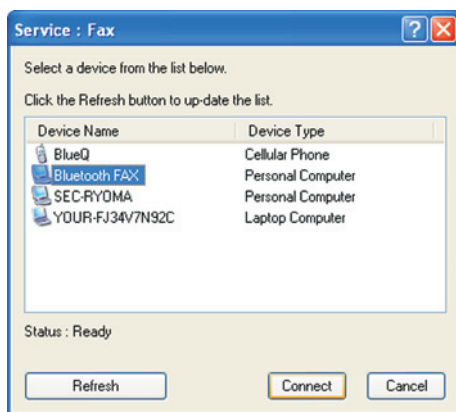 Service : Fax
Select a device from the list below.
Click the Refresh button to up-date the list.
Device Name Device Type
BlueQ Cellular Phone
Bluetooth FAX Personal Computer
SEC-RYOMA Personal Computer
YOUR-FJ34V7N92C Laptop Computer
Status : Ready
Refresh Connect Cancel